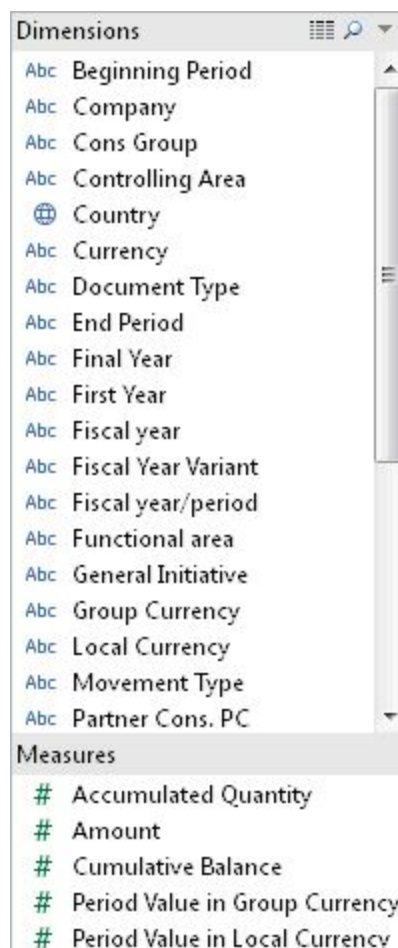 Dimensions
Abc Beginning Period
Abc Company
Abc Cons Group
Abc Controlling Area
Country
Abc Currency
Abc Document Type
Abc End Period
Abc Final Year
Abc First Year
Abc Fiscal year
Abc Fiscal Year Variant
Abc Fiscal year/period
Abc Functional area
Abc General Initiative
Abc Group Currency
Abc Local Currency
Abc Movement Type
Abc Partner Cons. PC
Measures
# Accumulated Quantity
# Amount
# Cumulative Balance
# Period Value in Group Currency
# Period Value in Local Currency